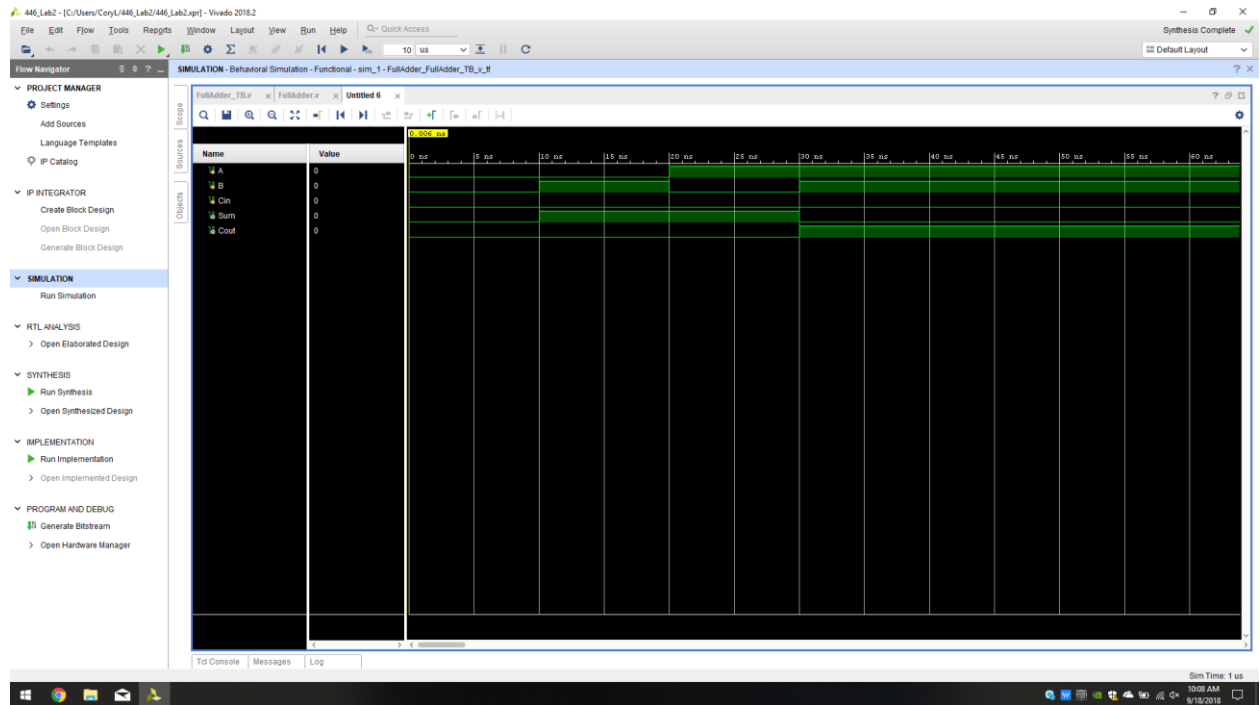 446_Lab2 - [C:/Users/CoryL/446_Lab2/446_Lab2.xpr] - Vivado 2018.2
File Edit Flow Tools Reports Window Layout View Run Help Q- Quick Access
Synthesis Complete
10 us
Default Layout
Flow Navigator
SIMULATION - Behavioral Simulation - Functional - sim_1 - FullAdder_FullAdder_TB_v_tf
PROJECT MANAGER
Settings
Add Sources
Language Templates
IP Catalog
IP INTEGRATOR
Create Block Design
Open Block Design
Generate Block Design
SIMULATION
Run Simulation
RTL ANALYSIS
Open Elaborated Design
SYNTHESIS
Run Synthesis
Open Synthesized Design
IMPLEMENTATION
Run Implementation
Open Implemented Design
PROGRAM AND DEBUG
Generate Bitstream
Open Hardware Manager
Scope
Sources
Objects
FullAdder_TB.v FullAdder.v Untitled 6
0.006 ns
Name Value
0 ns 5 ns 10 ns 15 ns 20 ns 25 ns 30 ns 35 ns 40 ns 45 ns 50 ns 55 ns 60 ns
A 0
B 0
Cin 0
Sum 0
Cout 0
Tcl Console Messages Log
Sim Time: 1 us
10:08 AM
9/18/2018